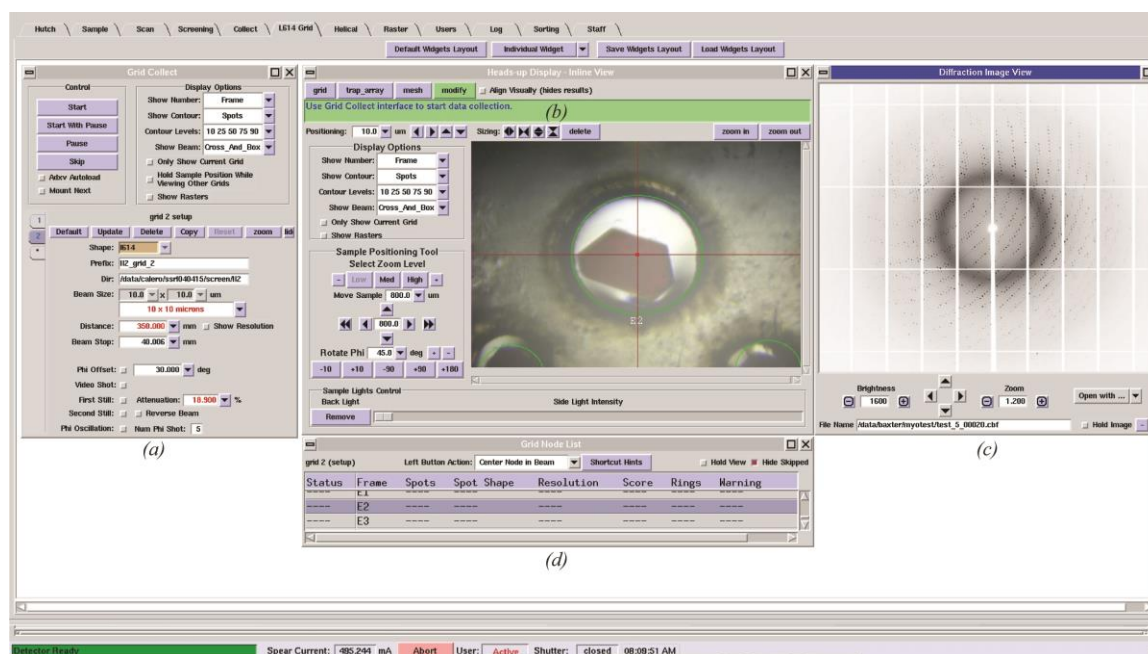 Hutch Sample Scan Screening Collect L614 Grid Helical Raster Users Log Sorting Staff
Default Widgets Layout Individual Widget Save Widgets Layout Load Widgets Layout
Grid Collect
Control
Start
Start With Pause
Pause
Skip
Adxv Autoload
Mount Next
Display Options
Show Number: Frame
Show Contour: Spots
Contour Levels: 10 25 50 75 90
Show Beam: Cross_And_Box
Only Show Current Grid
Hold Sample Position While
Viewing Other Grids
Show Rasters
grid 2 setup
1
2
Default Update Delete Copy Reset zoom
Shape: l614
Prefix: ll2_grid_2
Dir: /data/calero/ssrl040415/screen/ll2
Beam Size: 10.0 x 10.0 um
10 x 10 microns
Distance: 350.000 mm Show Resolution
Beam Stop: 40.006 mm
Phi Offset: 30.000 deg
Video Shot:
First Still: Attenuation: 18.900 %
Second Still: Reverse Beam
Phi Oscillation: Num Phi Shot: 5
(a)
Heads-up Display - Inline View
grid trap_array mesh modify Align Visually (hides results)
Use Grid Collect interface to start data collection.
(b)
Positioning: 10.0 um Sizing: delete zoom in zoom out
Display Options
Show Number: Frame
Show Contour: Spots
Contour Levels: 10 25 50 75 90
Show Beam: Cross_And_Box
Only Show Current Grid
Show Rasters
Sample Positioning Tool
Select Zoom Level
- Low Med High +
Move Sample 800.0 um
800.0
Rotate Phi 45.0 deg - -
-10 +10 -90 +90 +180
E2
Sample Lights Control
Back Light Side Light Intensity
Remove
Diffraction Image View
Brightness Zoom
1600 1.200 Open with ...
File Name /data/baxter/myotest/test_5_00020.cbf Hold Image -
(c)
Grid Node List
grid 2 (setup) Left Button Action: Center Node in Beam Shortcut Hints Hold View Hide Skipped
Status Frame Spots Spot Shape Resolution Score Rings Warning
---- E1 ---- ---- ---- ---- ---- ----
---- E2 ---- ---- ---- ---- ---- ----
---- E3 ---- ---- ---- ---- ---- ----
(d)
Detector Ready Spear Current: 495.244 mA Abort User: Active Shutter: closed 08:09:51 AM